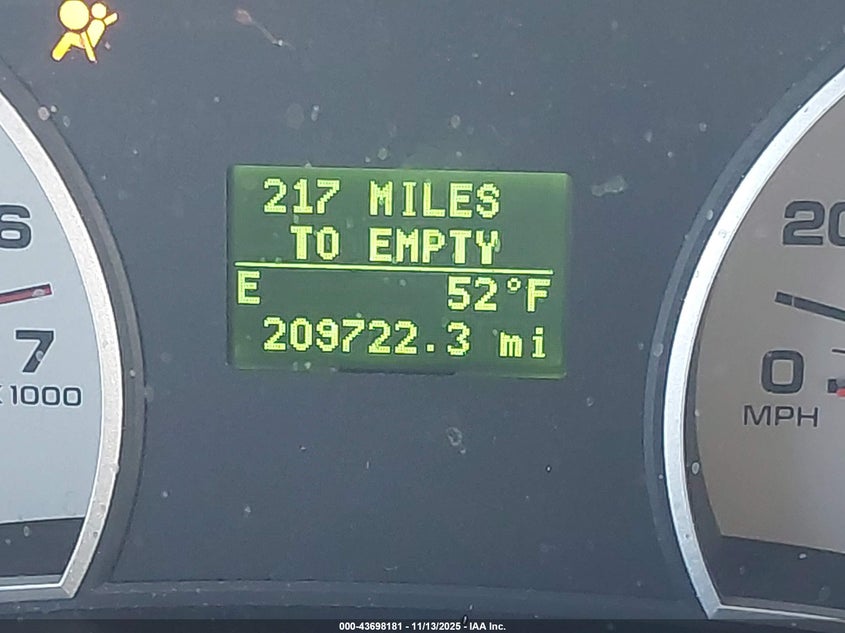 217 MILES
TO EMPTY
E 52°F
209722.3 mi
6
7
1000
20
0
MPH
000-43698181 - 11/13/2025 - IAA Inc.